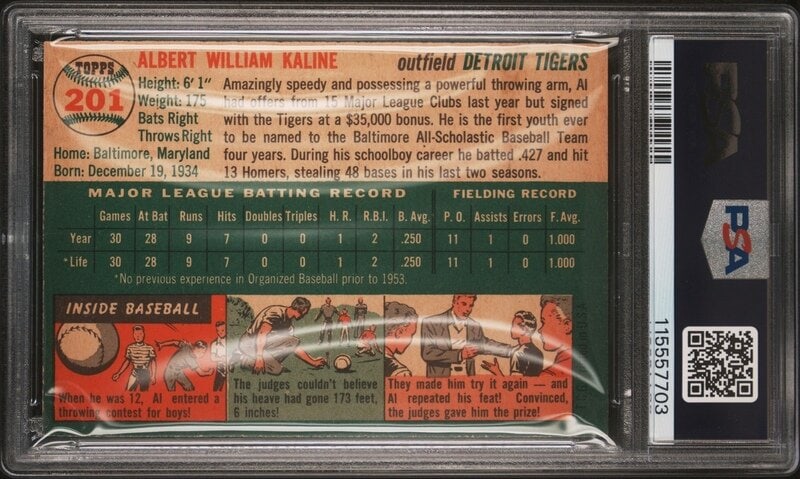 TOPPS
201
ALBERT WILLIAM KALINE
outfield DETROIT TIGERS
Height: 6' 1"
Weight: 175
Bats Right
Throws Right
Home: Baltimore, Maryland
Born: December 19, 1934
Amazingly speedy and possessing a powerful throwing arm, Al
had offers from 15 Major League Clubs last year but signed
with the Tigers at a $35,000 bonus. He is the first youth ever
to be named to the Baltimore All-Scholastic Baseball Team
four years. During his schoolboy career he batted .427 and hit
13 Homers, stealing 48 bases in his last two seasons.
MAJOR LEAGUE BATTING RECORD FIELDING RECORD
Games At Bat Runs Hits Doubles Triples H. R. R.B.I. B. Avg. P. O. Assists Errors F. Avg.
Year 30 28 9 7 0 0 1 2 .250 11 1 0 1.000
*Life 30 28 9 7 0 0 1 2 .250 11 1 0 1.000
*No previous experience in Organized Baseball prior to 1953.
INSIDE BASEBALL
When he was 12, Al entered a
throwing contest for boys!
The judges couldn't believe
his heave had gone 173 feet,
6 inches!
They made him try it again — and
Al repeated his feat! Convinced,
the judges gave him the prize!
PSA
115557703